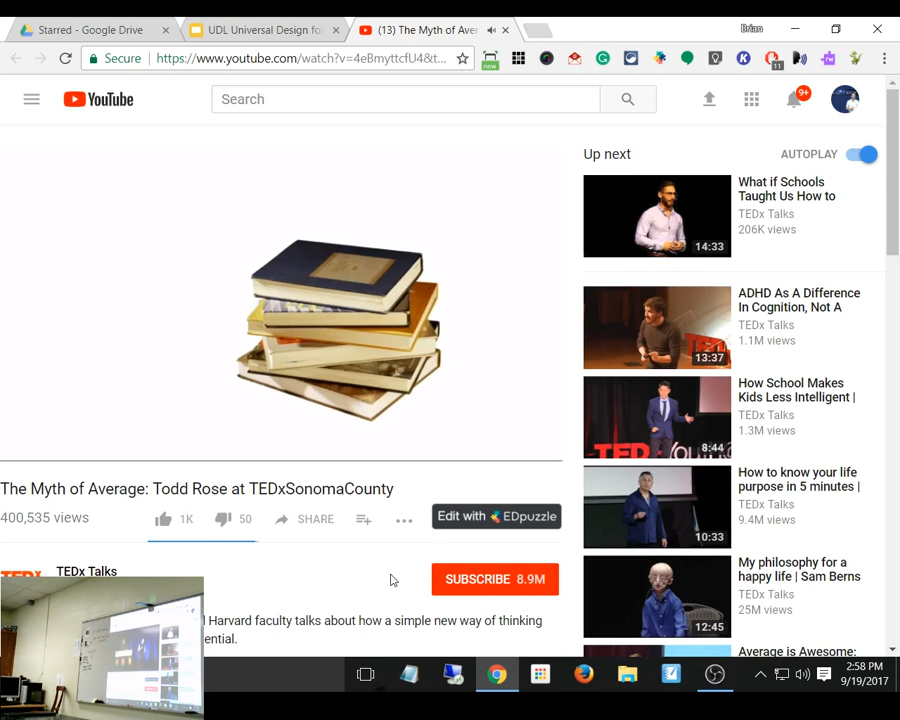 Starred - Google Drive
UDL Universal Design fo
(13) The Myth of Aver
Brian
Secure
https://www.youtube.com/watch?v=4eBmyttcfU4&t...
new
11
YouTube
Search
9+
Up next
AUTOPLAY
What if Schools
Taught Us How to
TEDx Talks
206K views
14:33
ADHD As A Difference
In Cognition, Not A
TEDx Talks
1.1M views
13:37
How School Makes
Kids Less Intelligent |
TEDx Talks
1.3M views
8:44
How to know your life
purpose in 5 minutes |
TEDx Talks
9.4M views
10:33
My philosophy for a
happy life | Sam Berns
TEDx Talks
25M views
12:45
Average is Awesome:
The Myth of Average: Todd Rose at TEDxSonomaCounty
400,535 views
1K
50
SHARE
Edit with EDpuzzle
TEDx Talks
SUBSCRIBE 8.9M
Harvard faculty talks about how a simple new way of thinking
ential.
2:58 PM
9/19/2017